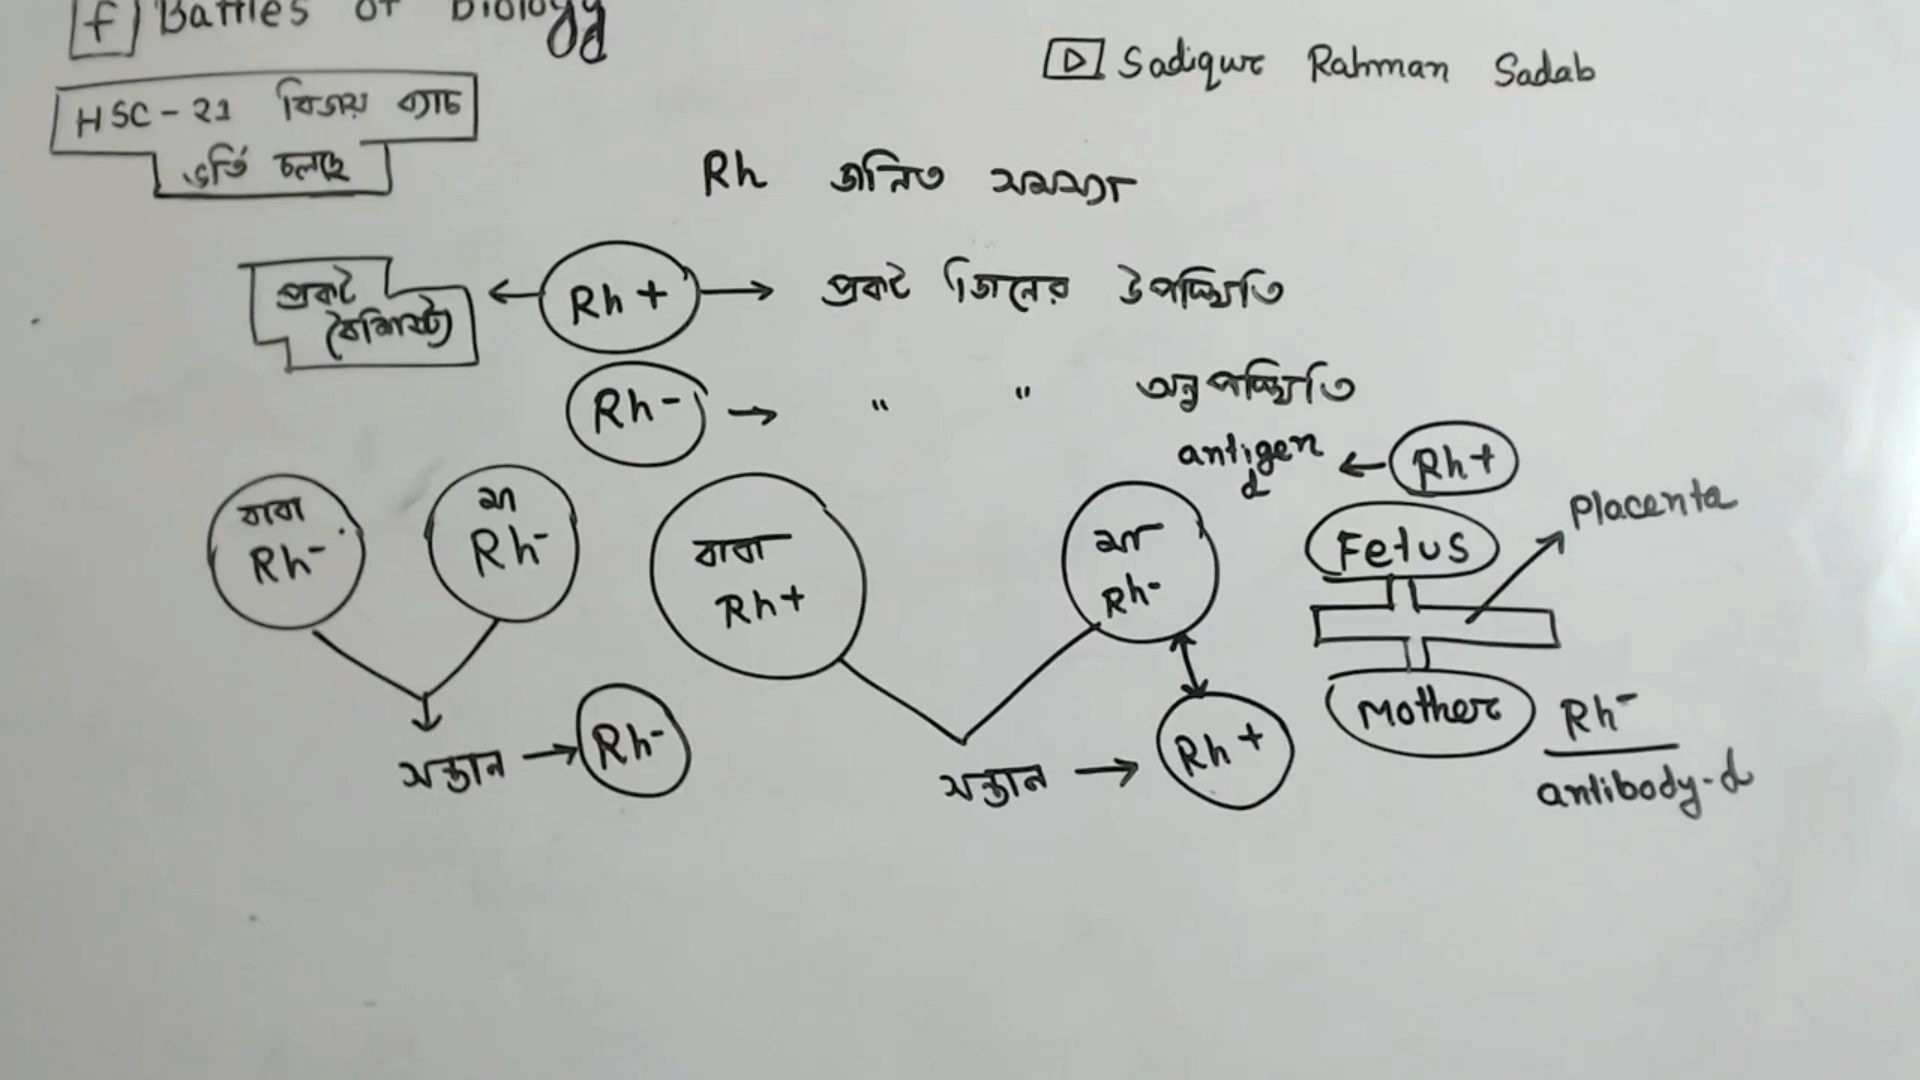 f Battles of Biology
Sadiqur Rahman Sadab
HSC-21 বিজয় ব্যাচ
ভর্তি চলছে
Rh জনিত সমস্যা
প্রকট
বৈশিষ্ট্য
Rh+
প্রকট জিনের উপস্থিতি
Rh-
" " অনুপস্থিতি
antigen
d
Rh+
বাবা
Rh-
মা
Rh-
বাবা
Rh+
মা
Rh-
Fetus
Placenta
Mother
Rh-
antibody-d
সন্তান
Rh-
সন্তান
Rh+